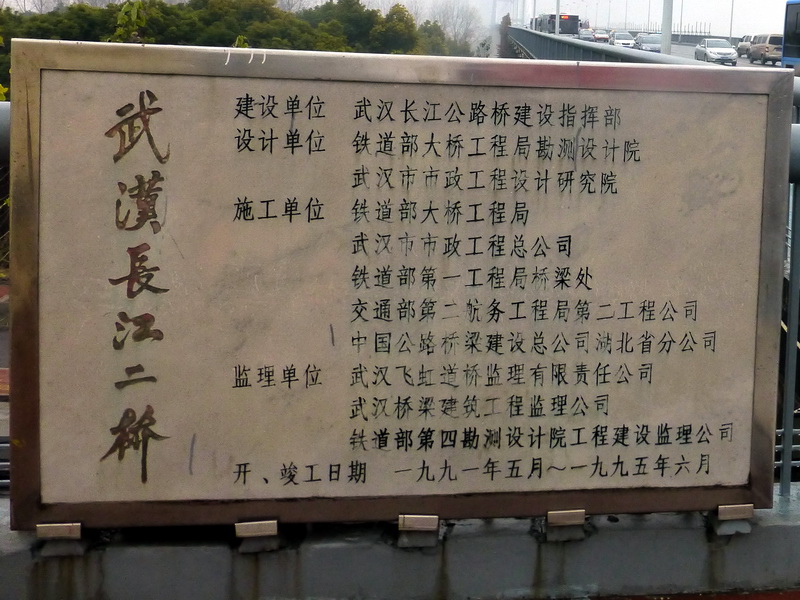 武漢長江二桥
建设单位 武汉长江公路桥建设指挥部
设计单位 铁道部大桥工程局勘测设计院
武汉市市政工程设计研究院
施工单位 铁道部大桥工程局
武汉市市政工程总公司
铁道部第一工程局桥梁处
交通部第二航务工程局第二工程公司
中国公路桥梁建设总公司湖北省分公司
监理单位 武汉飞虹道桥监理有限责任公司
武汉桥梁建筑工程监理公司
铁道部第四勘测设计院工程建设监理公司
开、竣工日期 一九九一年五月～一九九五年六月